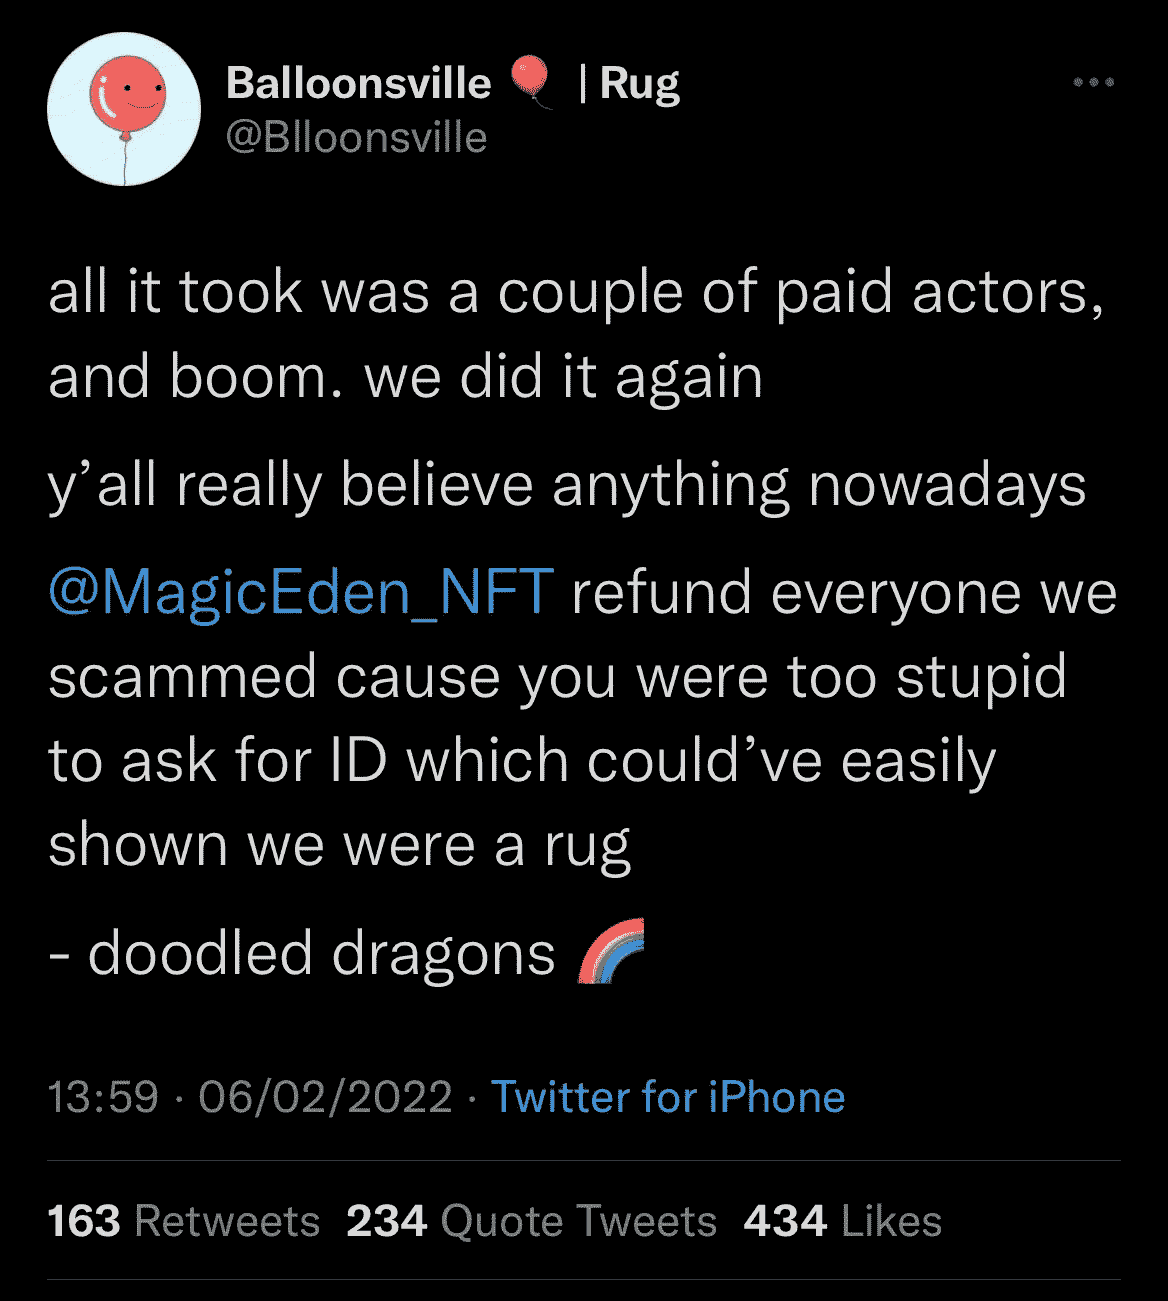 Balloonsville 🎈 | Rug
@Blloonsville
all it took was a couple of paid actors,
and boom. we did it again
y’all really believe anything nowadays
@MagicEden_NFT refund everyone we
scammed cause you were too stupid
to ask for ID which could’ve easily
shown we were a rug
- doodled dragons 🌈
13:59 · 06/02/2022 · Twitter for iPhone
163 Retweets 234 Quote Tweets 434 Likes